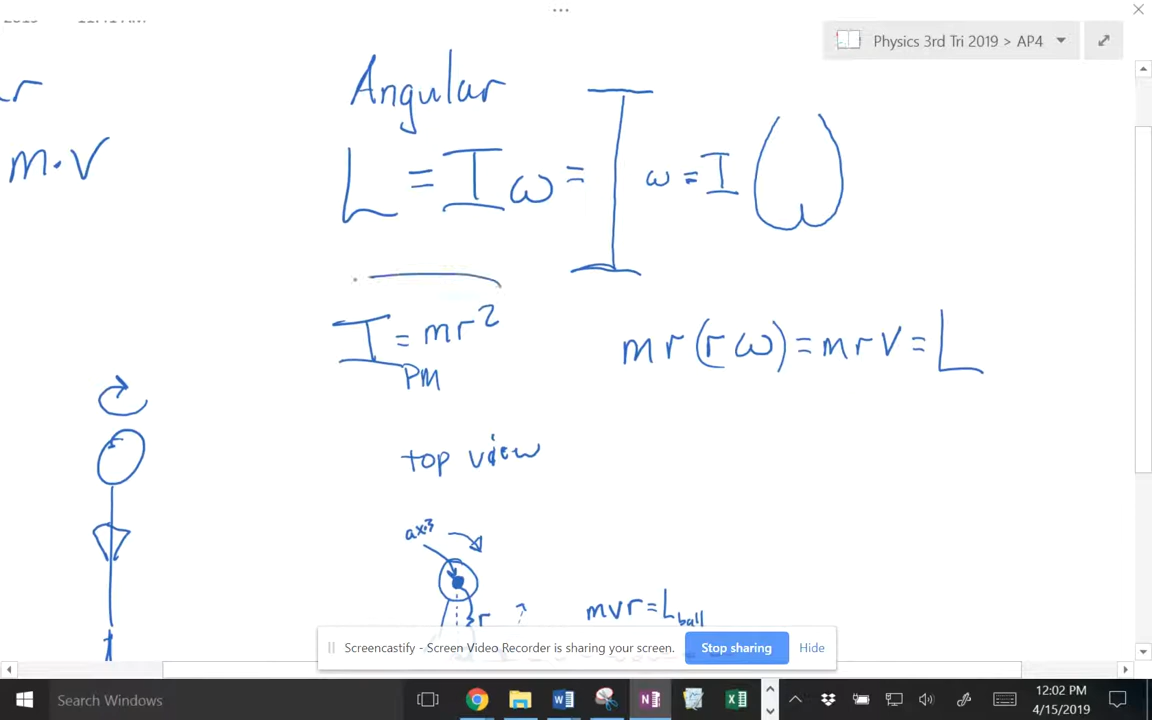 Physics 3rd Tri 2019 > AP4
Angular
m·V
L = Iω = I ω = I ω
I = mr²
PM
mr(rω) = mrV = L
top view
axis
r
mvr = L ball
Screencastify - Screen Video Recorder is sharing your screen.
Stop sharing
Hide
Search Windows
12:02 PM
4/15/2019